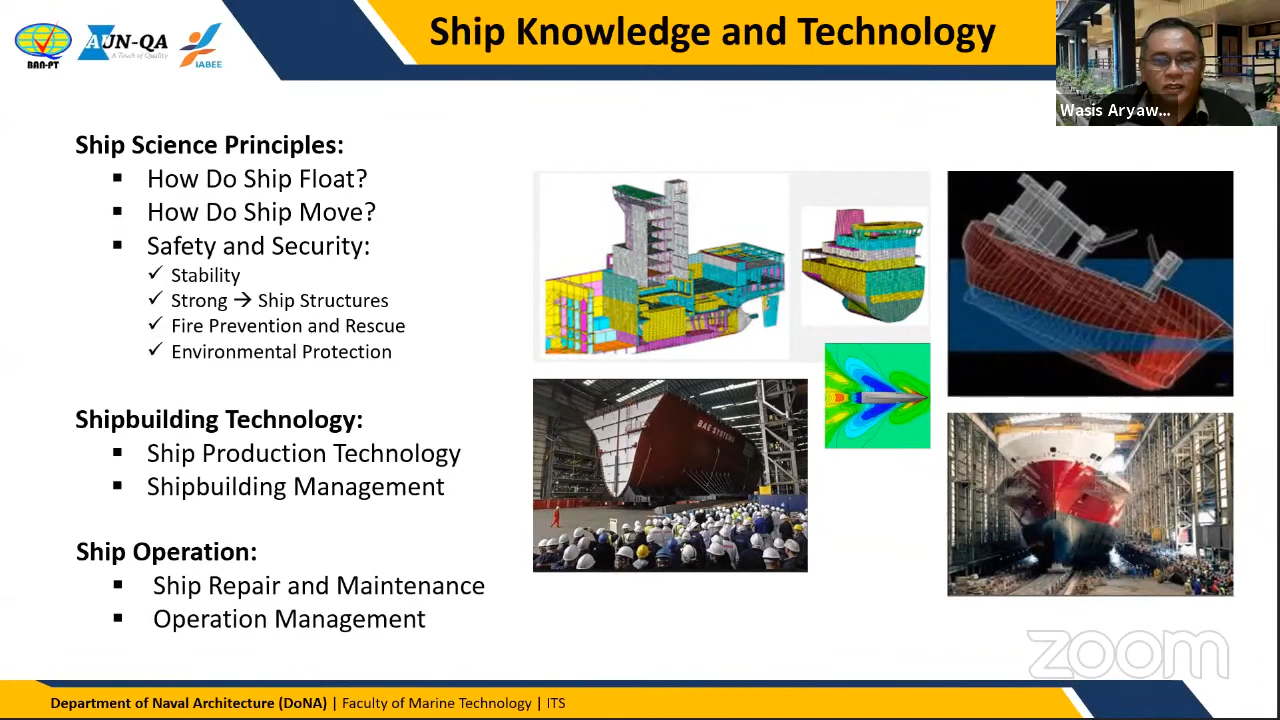 Ship Knowledge and Technology
BAN-PT
AUN-QA
A Touch of Quality
IABEE
Wasis Aryaw...
Ship Science Principles:
▪ How Do Ship Float?
▪ How Do Ship Move?
▪ Safety and Security:
✓ Stability
✓ Strong → Ship Structures
✓ Fire Prevention and Rescue
✓ Environmental Protection
Shipbuilding Technology:
▪ Ship Production Technology
▪ Shipbuilding Management
Ship Operation:
▪ Ship Repair and Maintenance
▪ Operation Management
BAE SYSTEMS
zoom
Department of Naval Architecture (DoNA) | Faculty of Marine Technology | ITS